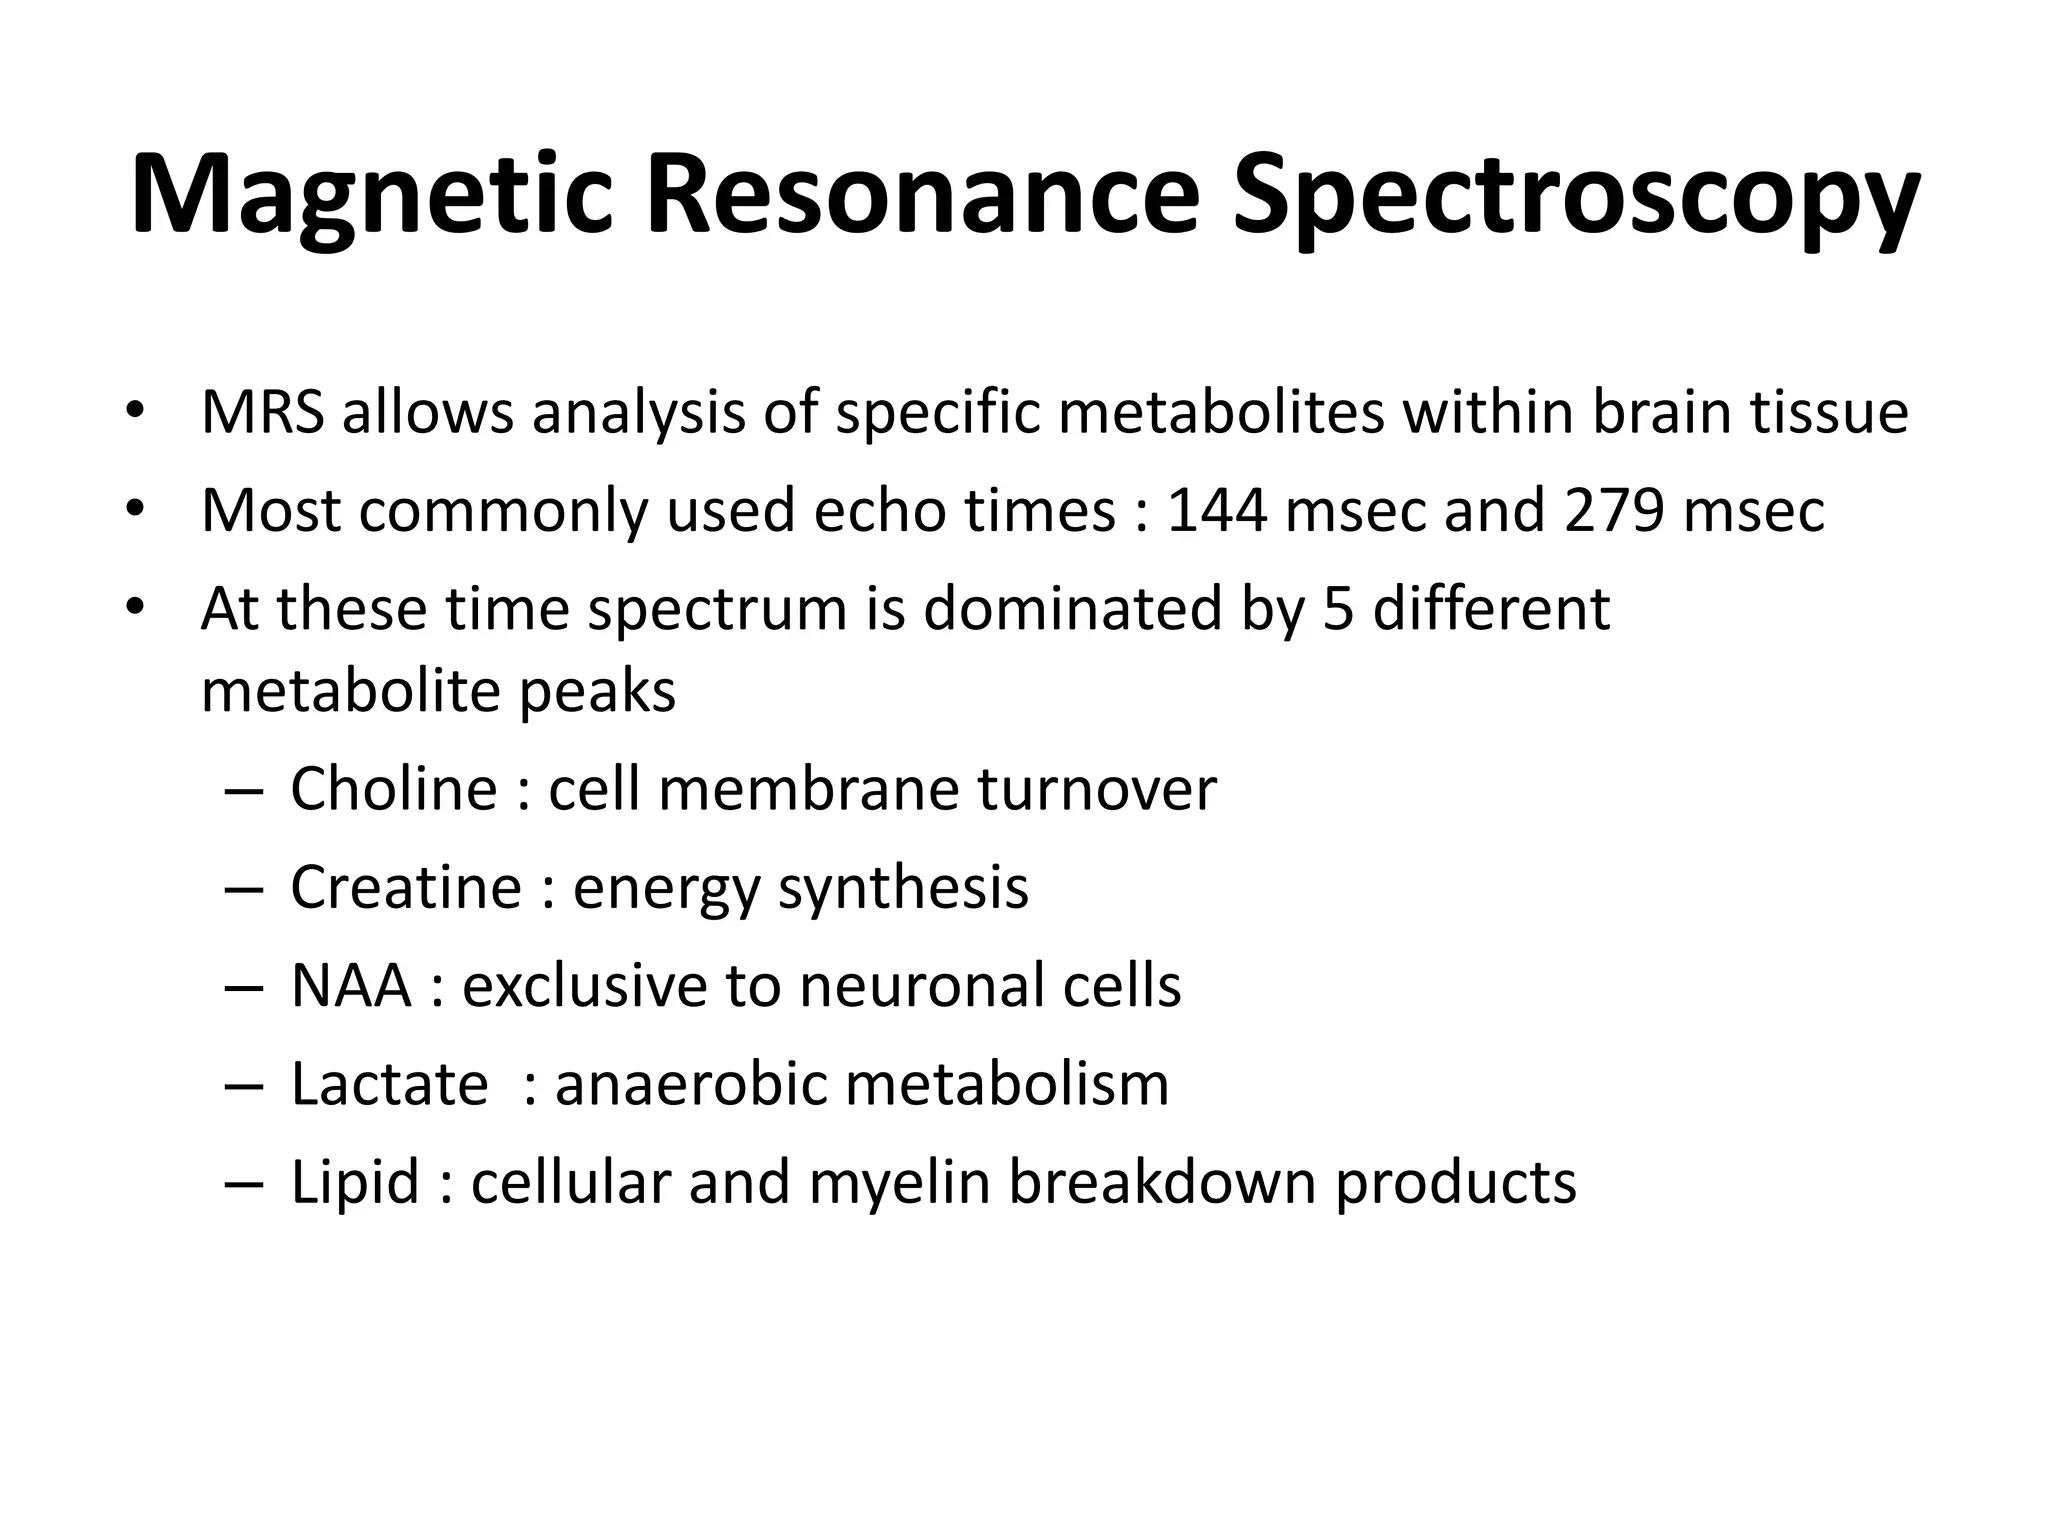 Magnetic Resonance Spectroscopy
• MRS allows analysis of specific metabolites within brain tissue
• Most commonly used echo times : 144 msec and 279 msec
• At these time spectrum is dominated by 5 different
metabolite peaks
– Choline : cell membrane turnover
– Creatine : energy synthesis
– NAA : exclusive to neuronal cells
– Lactate  : anaerobic metabolism
– Lipid : cellular and myelin breakdown products